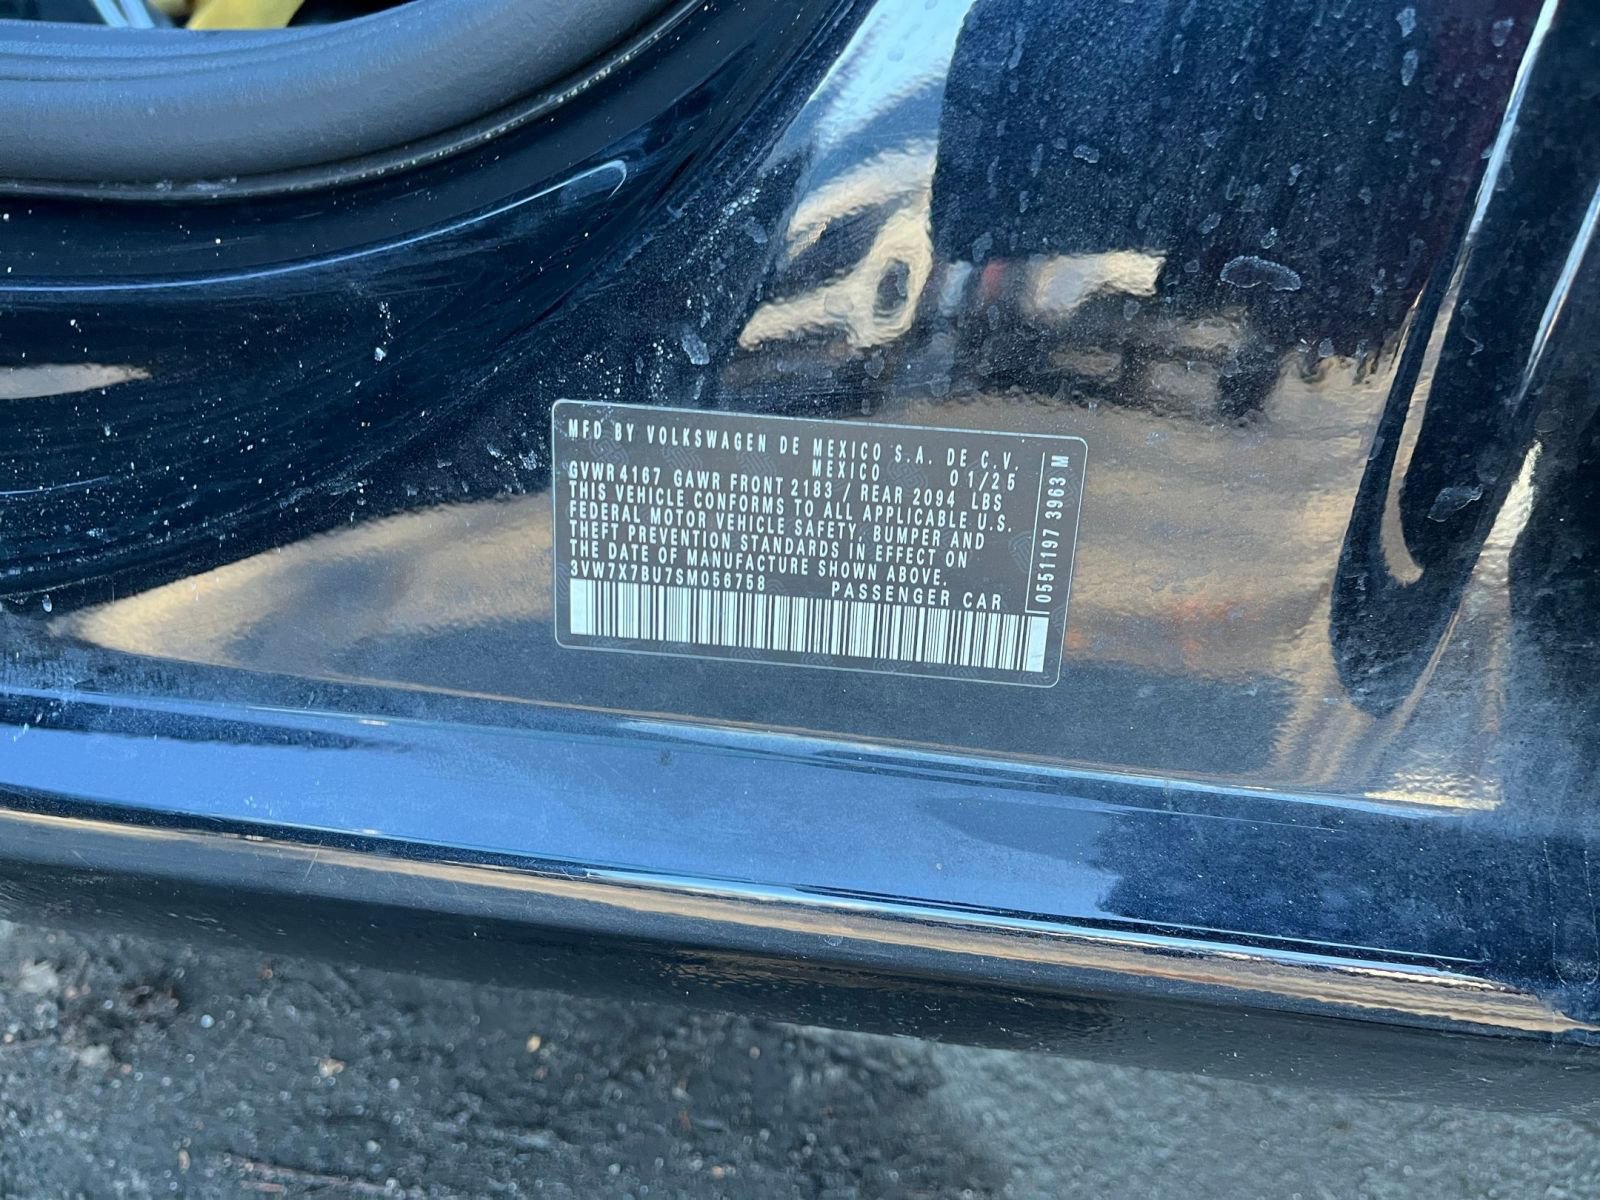 MFD BY VOLKSWAGEN DE MEXICO S.A. DE C.V.
MEXICO 01/25
GVWR 4167 GAWR FRONT 2183 / REAR 2094 LBS
THIS VEHICLE CONFORMS TO ALL APPLICABLE U.S.
FEDERAL MOTOR VEHICLE SAFETY, BUMPER AND
THEFT PREVENTION STANDARDS IN EFFECT ON
THE DATE OF MANUFACTURE SHOWN ABOVE.
3VW7X7BU7SM056758 PASSENGER CAR
0551197 3963 M